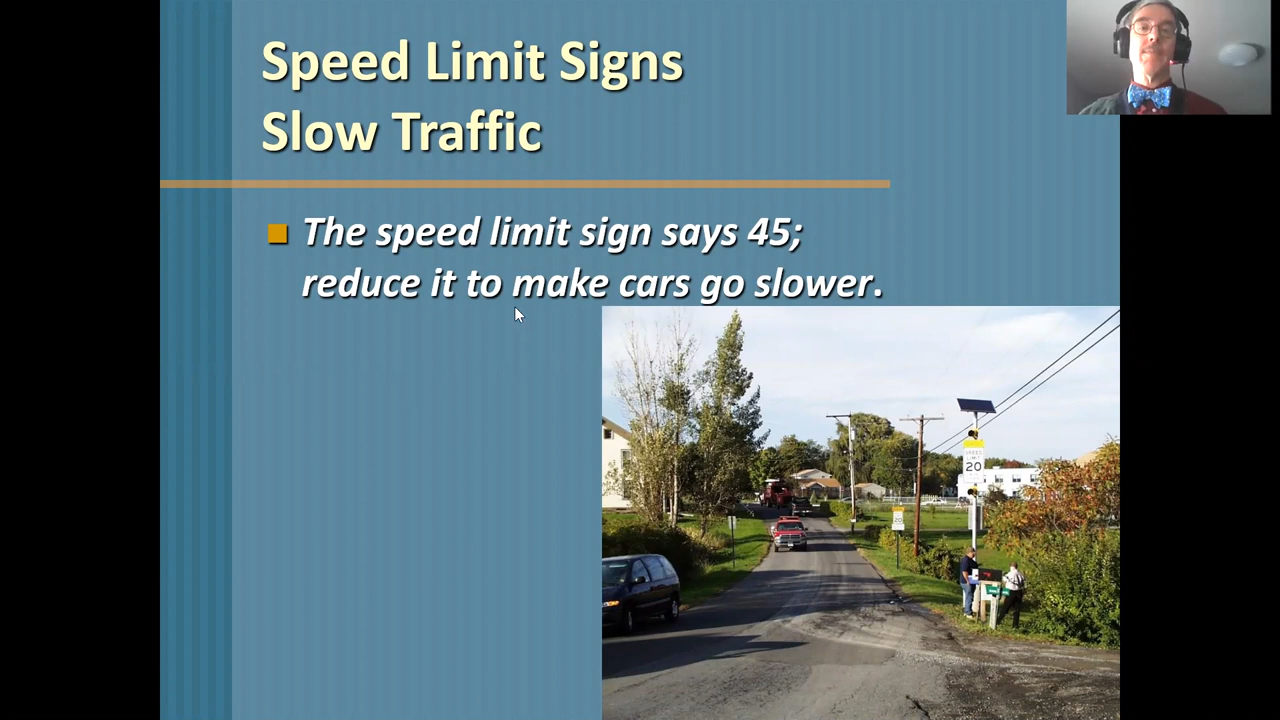 Speed Limit Signs
Slow Traffic
The speed limit sign says 45;
reduce it to make cars go slower.
SPEED
LIMIT
20
20